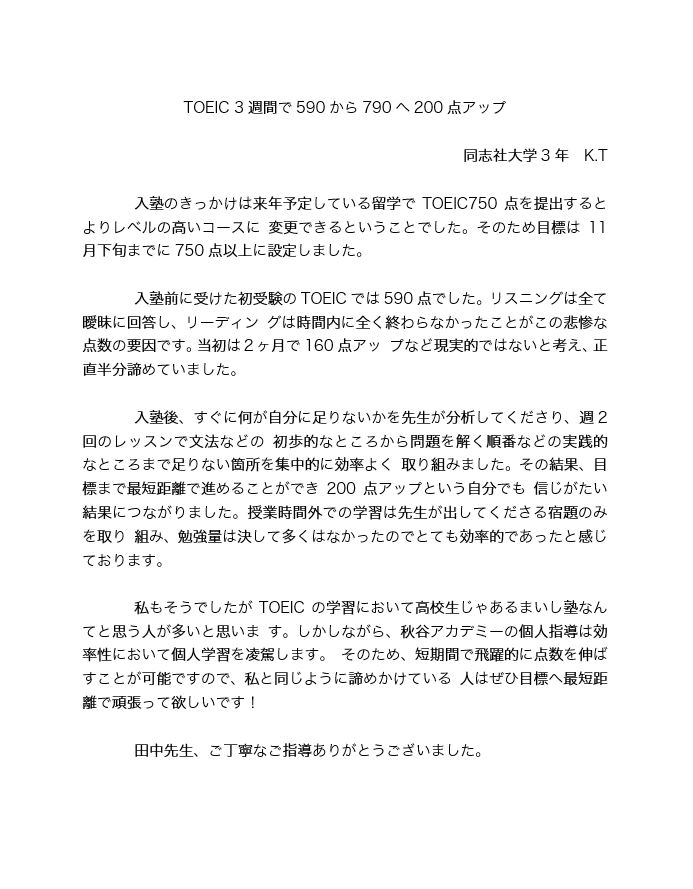 TOEIC 3 週間で 590 から 790 へ 200 点アップ
同志社大学 3 年　K.T
入塾のきっかけは来年予定している留学で TOEIC750 点を提出すると
よりレベルの高いコースに 変更できるということでした。そのため目標は 11
月下旬までに 750 点以上に設定しました。
入塾前に受けた初受験の TOEIC では 590 点でした。リスニングは全て
曖昧に回答し、リーディン グは時間内に全く終わらなかったことがこの悲惨な
点数の要因です。当初は 2 ヶ月で 160 点アッ プなど現実的ではないと考え、正
直半分諦めていました。
入塾後、すぐに何が自分に足りないかを先生が分析してくださり、週 2
回のレッスンで文法などの 初歩的なところから問題を解く順番などの実践的
なところまで足りない箇所を集中的に効率よく 取り組みました。その結果、目
標まで最短距離で進めることができ 200 点アップという自分でも 信じがたい
結果につながりました。授業時間外での学習は先生が出してくださる宿題のみ
を取り 組み、勉強量は決して多くはなかったのでとても効率的であったと感じ
ております。
私もそうでしたが TOEIC の学習において高校生じゃあるまいし塾なん
てと思う人が多いと思いま す。しかしながら、秋谷アカデミーの個人指導は効
率性において個人学習を凌駕します。 そのため、短期間で飛躍的に点数を伸ば
すことが可能ですので、私と同じように諦めかけている 人はぜひ目標へ最短距
離で頑張って欲しいです！
田中先生、ご丁寧なご指導ありがとうございました。